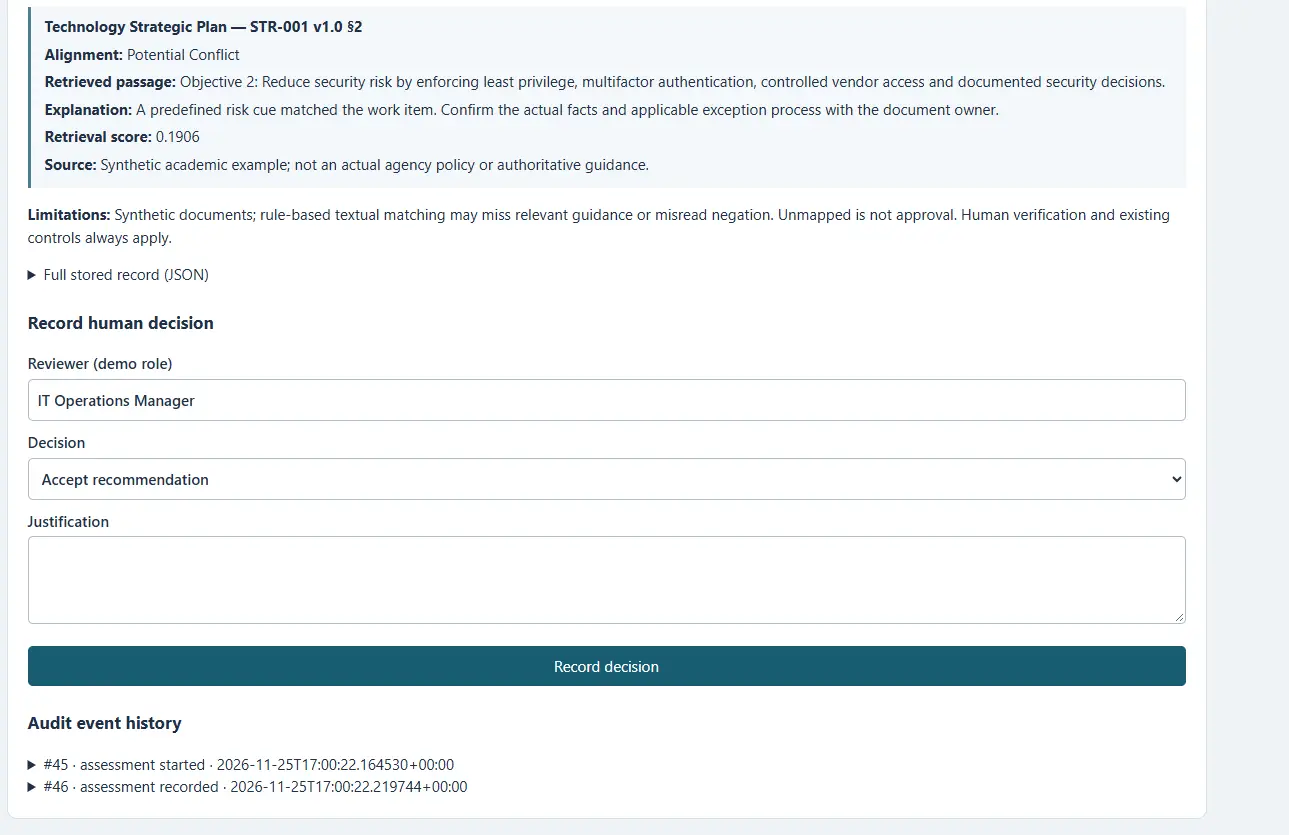 Technology Strategic Plan — STR-001 v1.0 §2
Alignment: Potential Conflict
Retrieved passage: Objective 2: Reduce security risk by enforcing least privilege, multifactor authentication, controlled vendor access and documented security decisions.
Explanation: A predefined risk cue matched the work item. Confirm the actual facts and applicable exception process with the document owner.
Retrieval score: 0.1906
Source: Synthetic academic example; not an actual agency policy or authoritative guidance.
Limitations: Synthetic documents; rule-based textual matching may miss relevant guidance or misread negation. Unmapped is not approval. Human verification and existing
controls always apply.
Full stored record (JSON)
Record human decision
Reviewer (demo role)
IT Operations Manager
Decision
Accept recommendation
Justification
Record decision
Audit event history
#45 · assessment started · 2026-11-25T17:00:22.164530+00:00
#46 · assessment recorded · 2026-11-25T17:00:22.219744+00:00